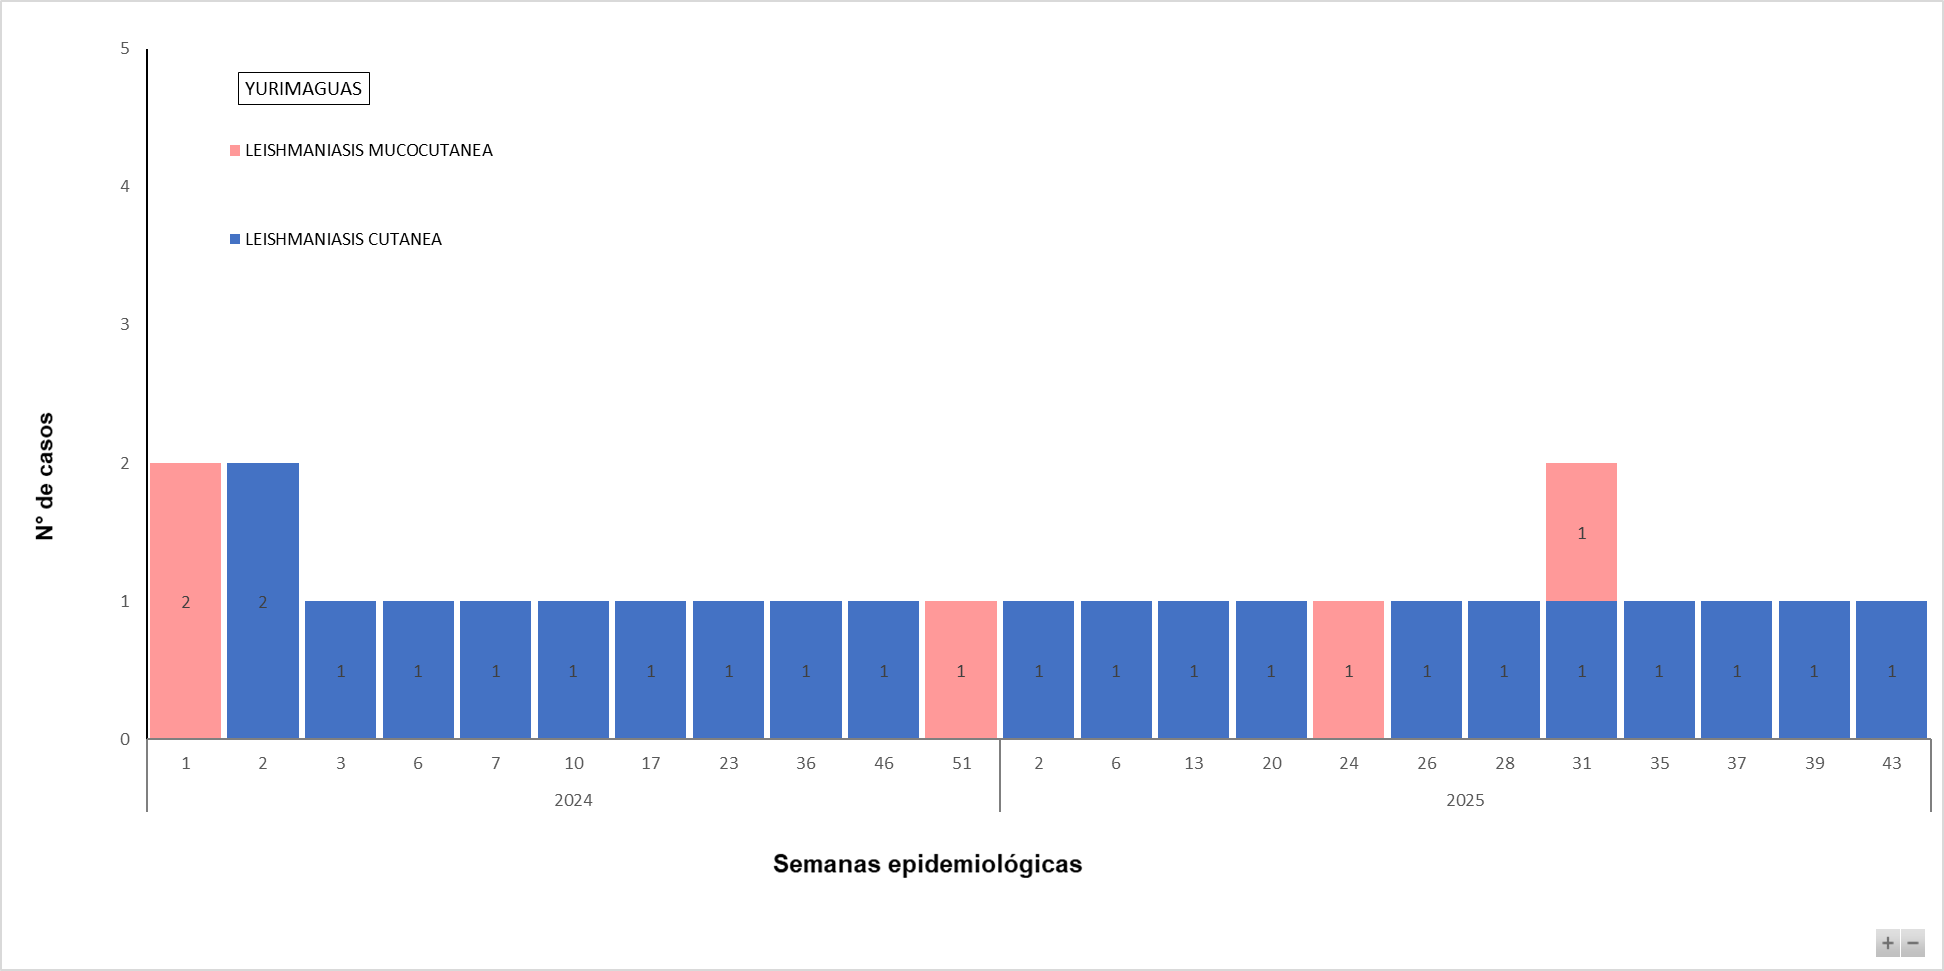 5
YURIMAGUAS
LEISHMANIASIS MUCOCUTANEA
4
LEISHMANIASIS CUTANEA
3
N° de casos
2
1
2 2 1 1 1 1 1 1 1 1 1 1 1 1 1 1 1 1 1 1 1 1 1
1
0
1 2 3 6 7 10 17 23 36 46 51 2 6 13 20 24 26 28 31 35 37 39 43
2024 2025
Semanas epidemiológicas
+ −